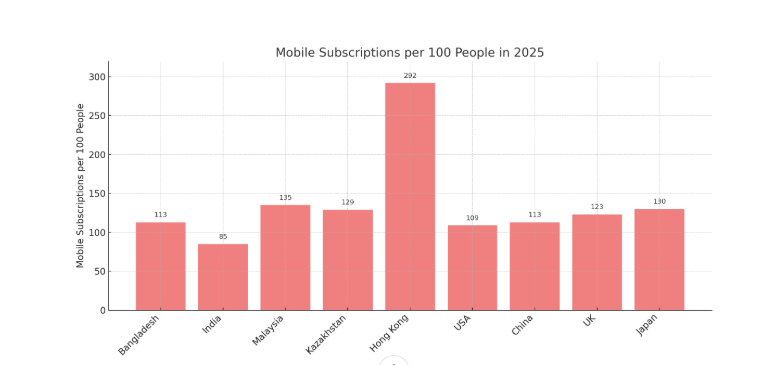 Mobile Subscriptions per 100 People in 2025
Mobile Subscriptions per 100 People
300
250
200
150
100
50
0
113
85
135
129
292
109
113
123
130
Bangladesh
India
Malaysia
Kazakhstan
Hong Kong
USA
China
UK
Japan